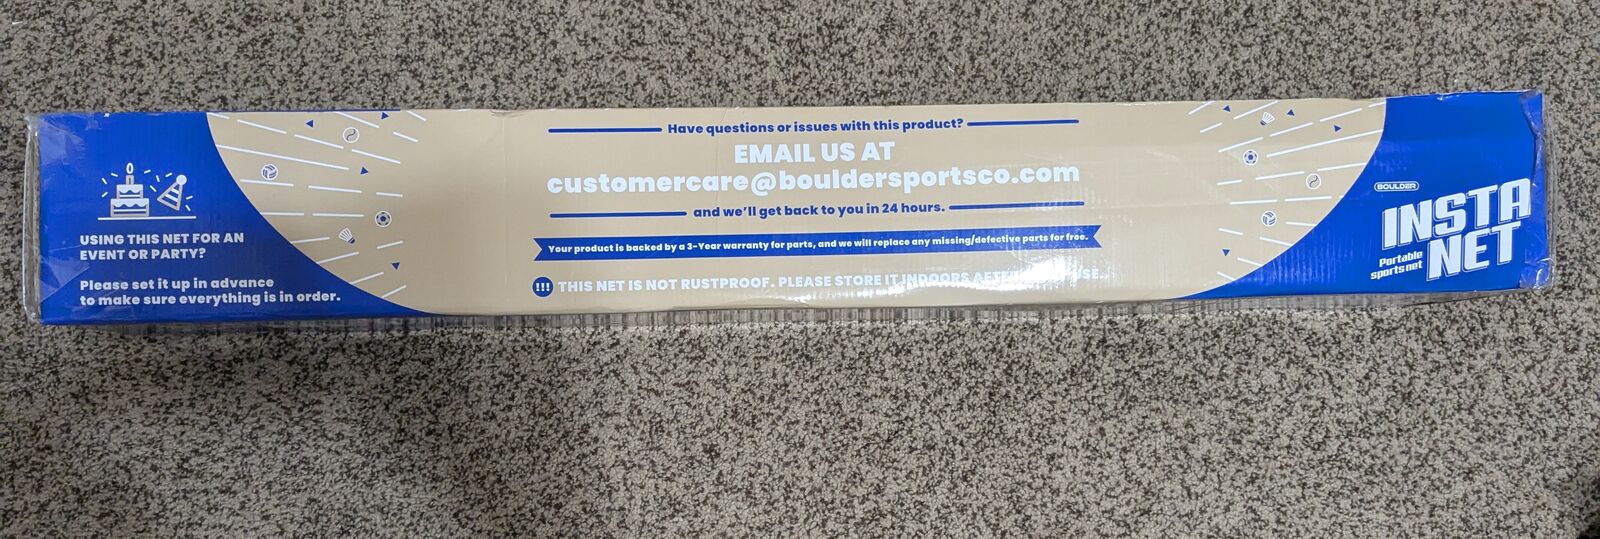 Have questions or issues with this product?
EMAIL US AT
customercare@bouldersportsco.com
and we'll get back to you in 24 hours.
Your product is backed by a 3-Year warranty for parts, and we will replace any missing/defective parts for free.
!!! THIS NET IS NOT RUSTPROOF. PLEASE STORE IT INDOORS
USING THIS NET FOR AN
EVENT OR PARTY?
Please set it up in advance
to make sure everything is in order.
BOULDER
INSTA
NET
Portable
sports net